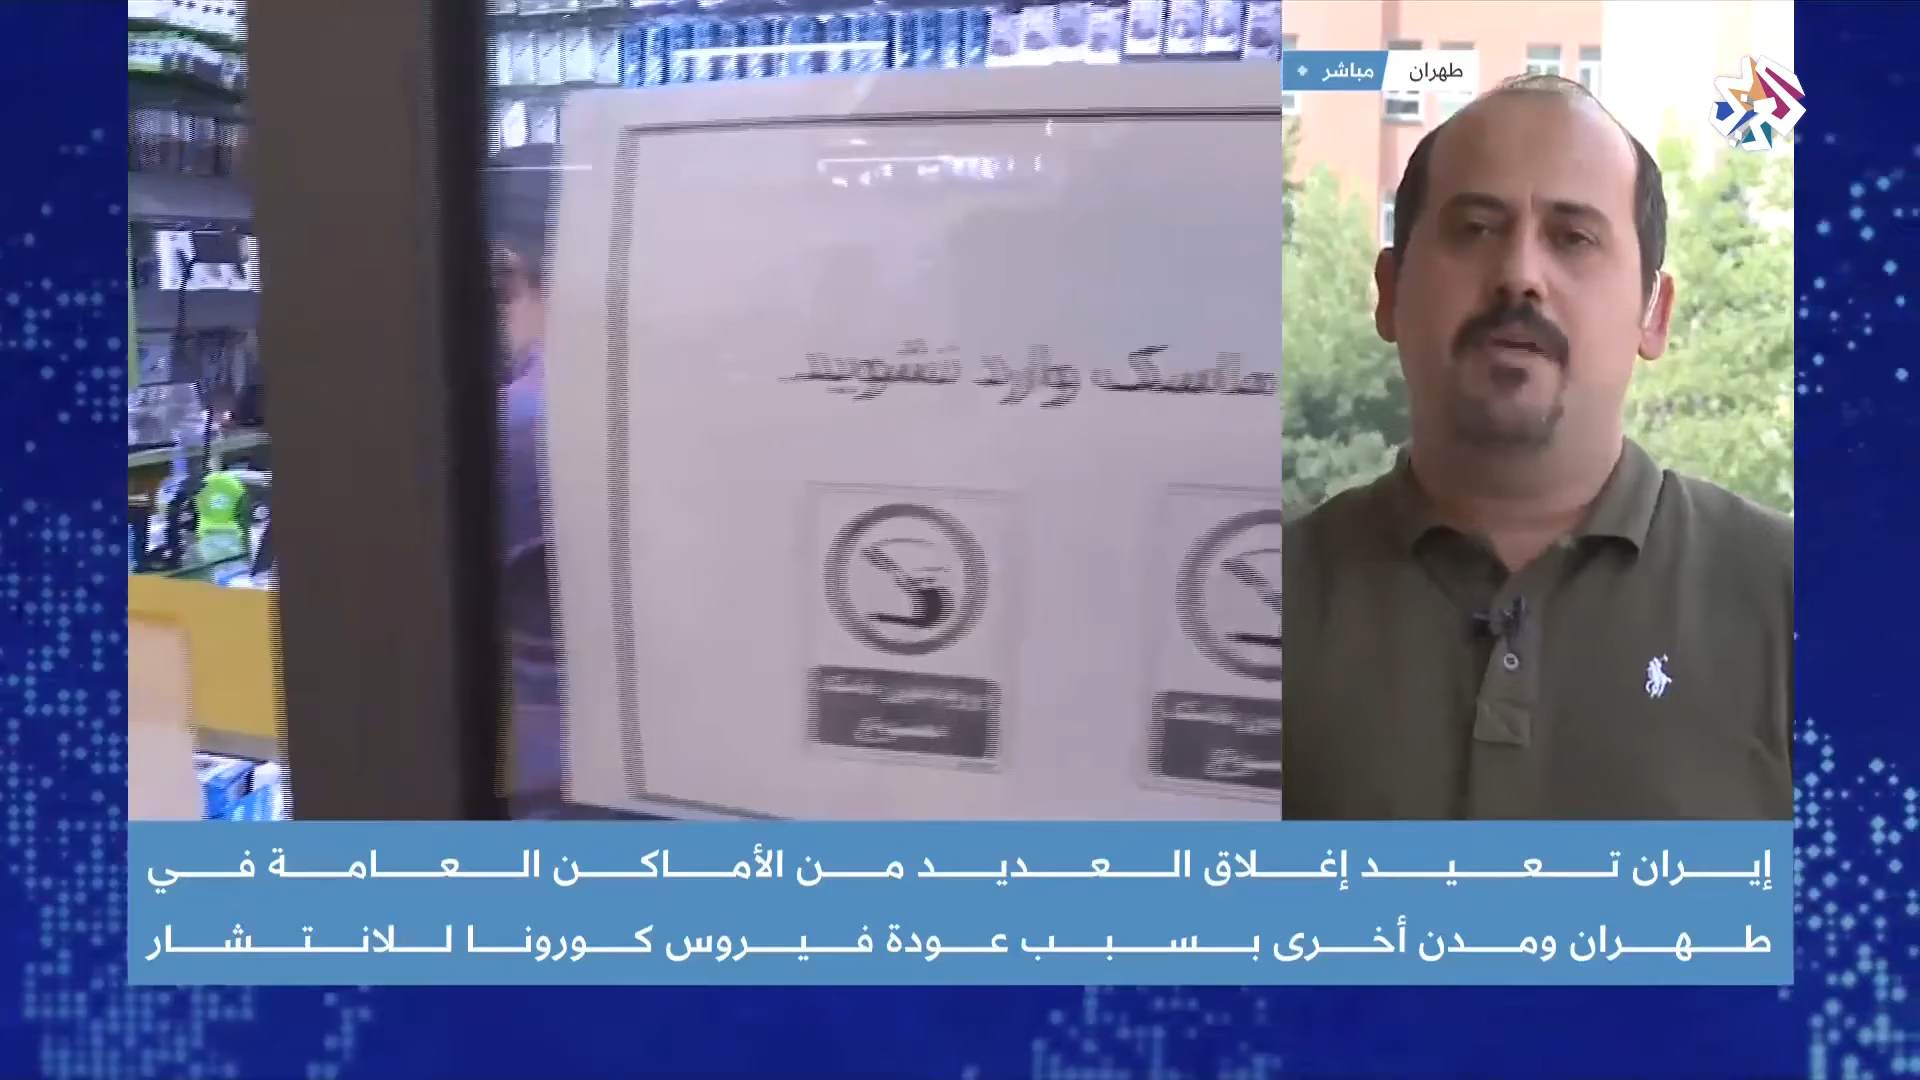 طهران
مباشر
ماسک وارد نشوید
إيران تعيد إغلاق العديد من الأماكن العامة في
طهران ومدن أخرى بسبب عودة فيروس كورونا للانتشار